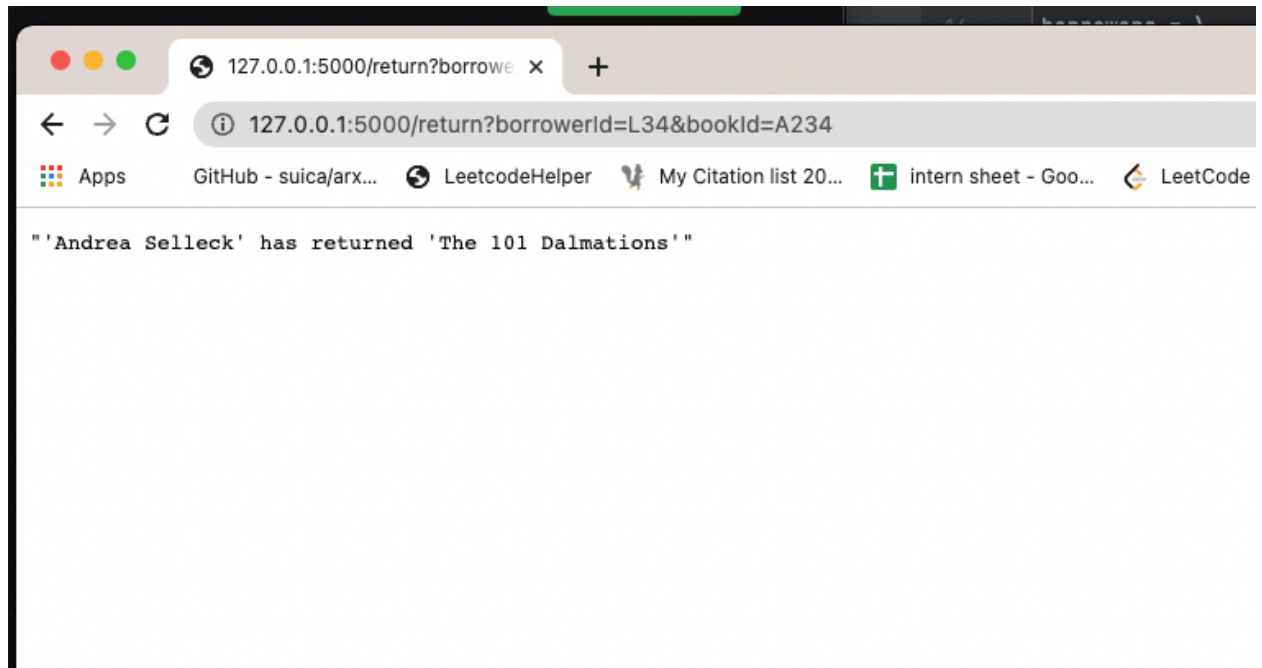 127.0.0.1:5000/return?borrowe
127.0.0.1:5000/return?borrowerId=L34&bookId=A234
Apps GitHub - suica/arx... LeetcodeHelper My Citation list 20... intern sheet - Goo... LeetCode
"'Andrea Selleck' has returned 'The 101 Dalmations'"